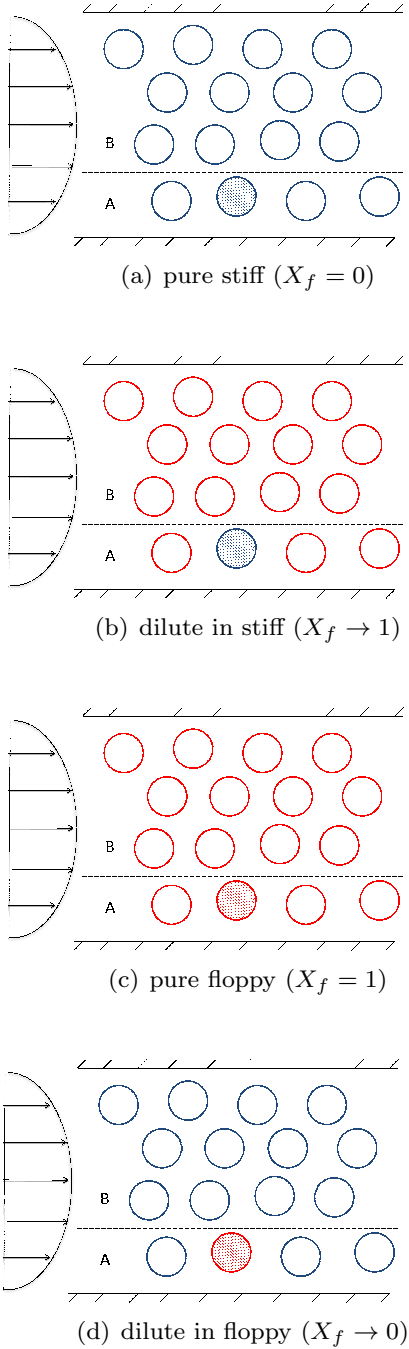 B
A
(a) pure stiff (X_f = 0)
B
A
(b) dilute in stiff (X_f → 1)
B
A
(c) pure floppy (X_f = 1)
B
A
(d) dilute in floppy (X_f → 0)